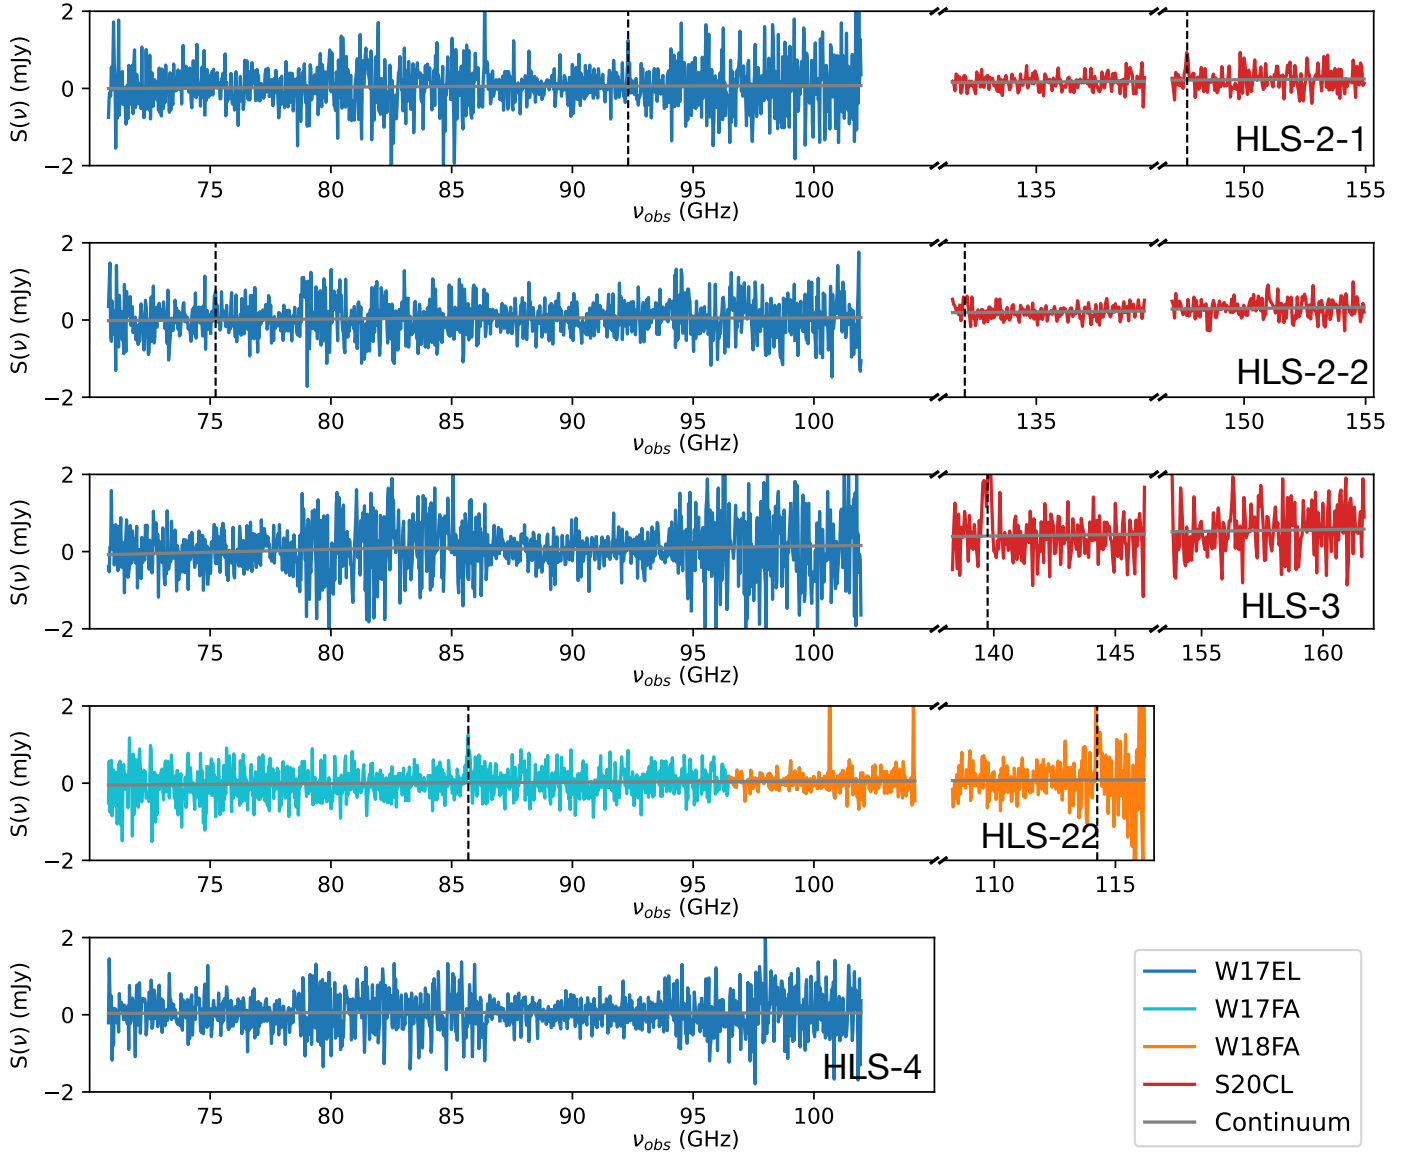 2
0
−2
S(ν) (mJy)
75 80 85 90 95 100 135 150 155
ν_obs (GHz)
HLS-2-1
2
0
−2
S(ν) (mJy)
75 80 85 90 95 100 135 150 155
ν_obs (GHz)
HLS-2-2
2
0
−2
S(ν) (mJy)
75 80 85 90 95 100 140 145 155 160
ν_obs (GHz)
HLS-3
2
0
−2
S(ν) (mJy)
75 80 85 90 95 100 110 115
ν_obs (GHz)
HLS-22
2
0
−2
S(ν) (mJy)
75 80 85 90 95 100
ν_obs (GHz)
HLS-4
W17EL
W17FA
W18FA
S20CL
Continuum